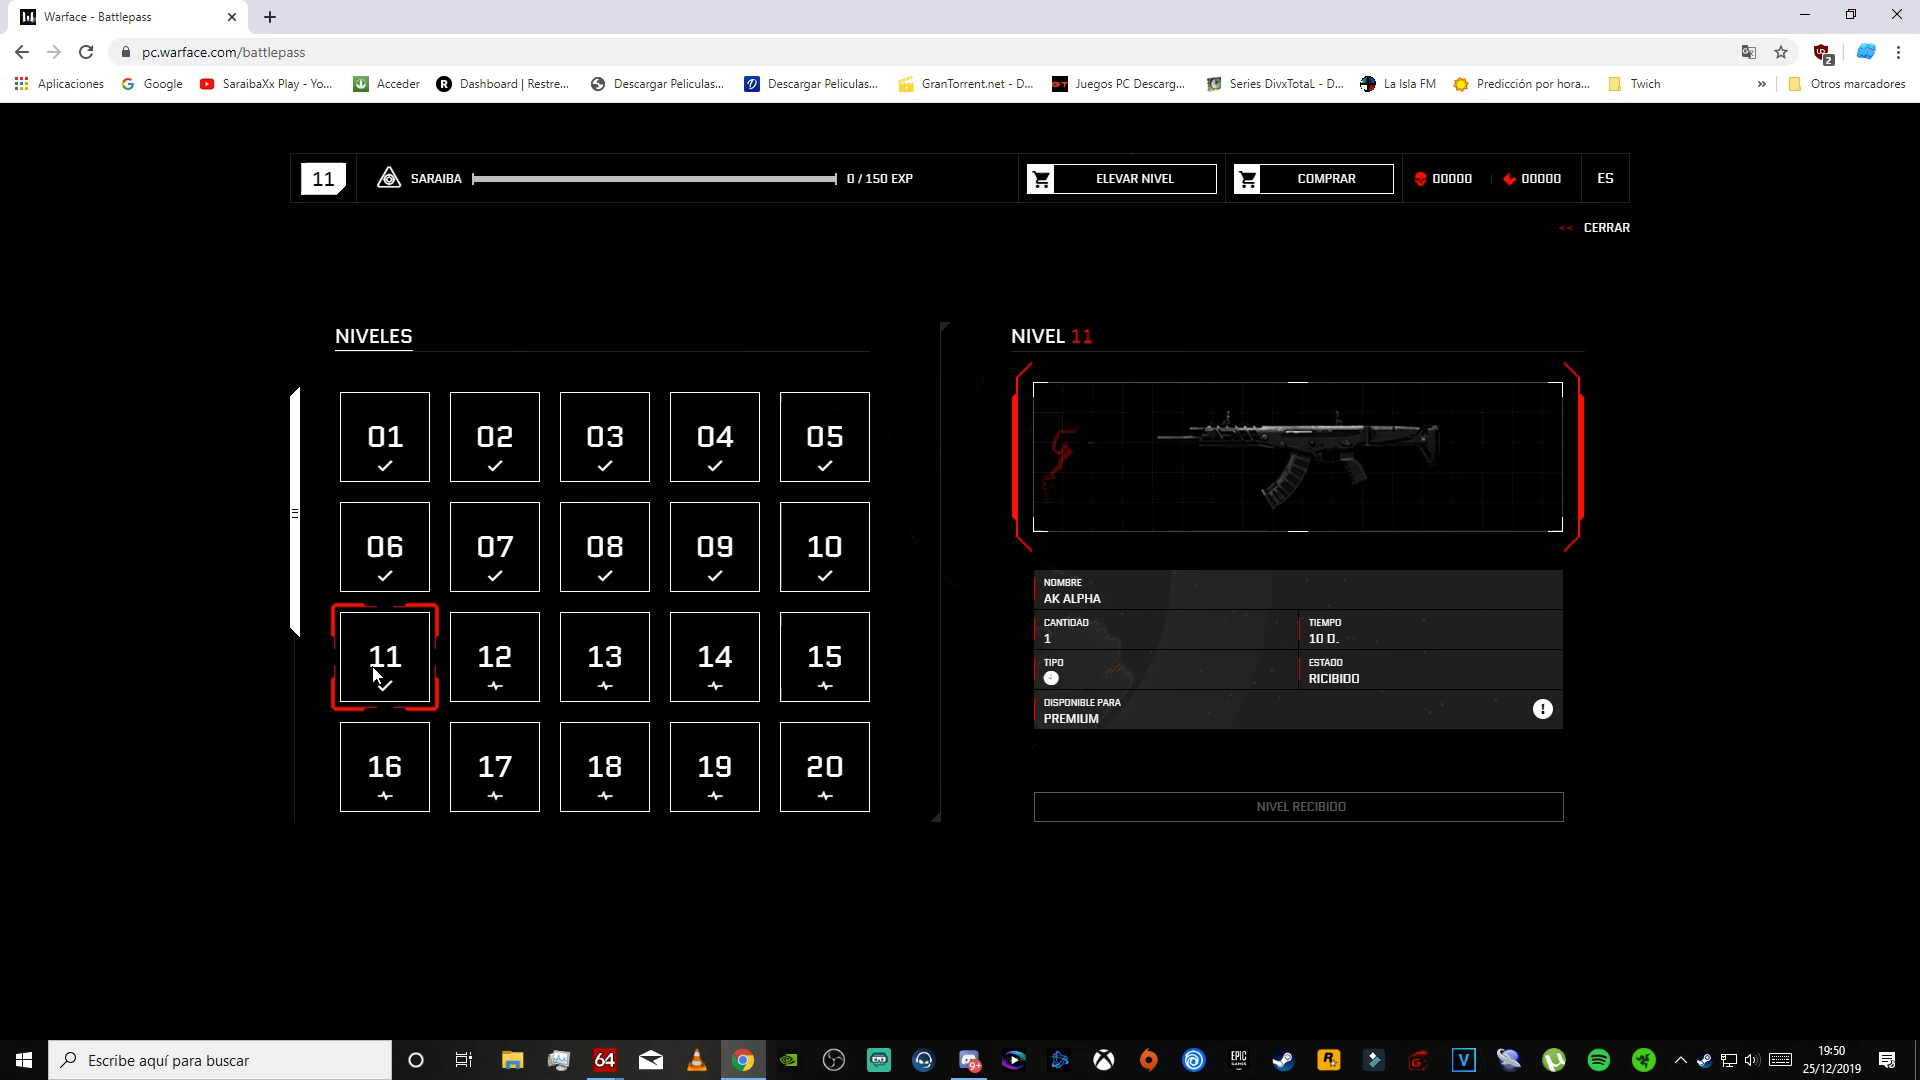 Warface - Battlepass
pc.warface.com/battlepass
2
Aplicaciones Google SaraibaXx Play - Yo... Acceder Dashboard | Restre... Descargar Peliculas... Descargar Peliculas... GranTorrent.net - D... Juegos PC Descarg... Series DivxTotaL - D... La Isla FM Predicción por hora... Twich » Otros marcadores
11 SARAIBA 0 / 150 EXP ELEVAR NIVEL COMPRAR 00000 00000 ES
<< CERRAR
NIVELES
01 02 03 04 05
06 07 08 09 10
11 12 13 14 15
16 17 18 19 20
NIVEL 11
NOMBRE
AK ALPHA
CANTIDAD
1
TIEMPO
10 D.
TIPO
ESTADO
RICIBIDO
DISPONIBLE PARA
PREMIUM
!
NIVEL RECIBIDO
Escribe aquí para buscar
64
9+
EPIC
GAMES
19:50
25/12/2019